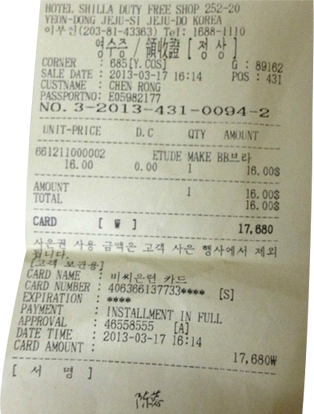 HOTEL SHILLA DUTY FREE SHOP 252-20
YEON-DONG JEJU-SI JEJU-DO KOREA
이부진(203-81-43363) Tel: 1688-1110
영수증 / 領收證 [ 정상 ]
CORNER : 685[Y.COS] G : 89162
SALE DATE : 2013-03-17 16:14 POS : 431
CUSTNAME : CHEN RONG
PASSPORTNO: E05982177
NO.3-2013-431-0094-2
UNIT-PRICE D.C QTY AMOUNT
661211000002 ETUDE MAKE BB브라
16.00 0.00 1 16.00$
AMOUNT 1 16.00$
TOTAL 16.00$
CARD [ ₩ ] 17,680
사은권 사용 금액은 고객 사은 행사에서 제외
됩니다.
[고객 보관용]
CARD NAME : 비씨은련 카드
CARD NUMBER : 406366137733**** [S]
EXPIRATION : ****
PAYMENT : INSTALLMENT IN FULL
APPROVAL : 46558555 [A]
DATE TIME : 2013-03-17 16:14
CARD AMOUNT : 17,680₩
[ 서 명 ]